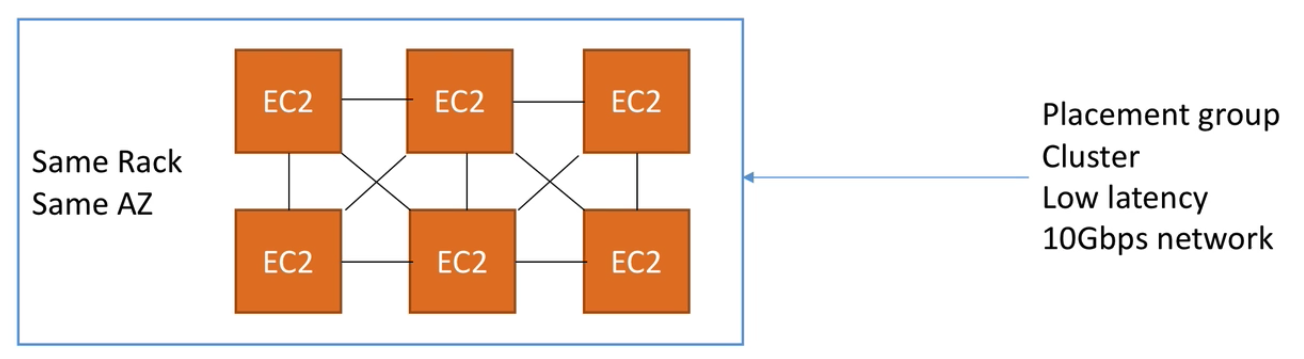 EC2 EC2 EC2
Same Rack
Same AZ
EC2 EC2 EC2
Placement group
Cluster
Low latency
10Gbps network